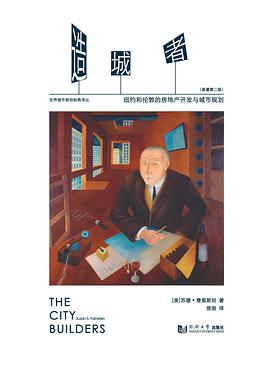 造城者
(原著第二版)
世界城市规划经典译丛
纽约和伦敦的房地产开发与城市规划
THE
CITY
Susan S. Fainstein
BUILDERS
[美]苏珊·费恩斯坦 著
侯丽 译
同济大学出版社